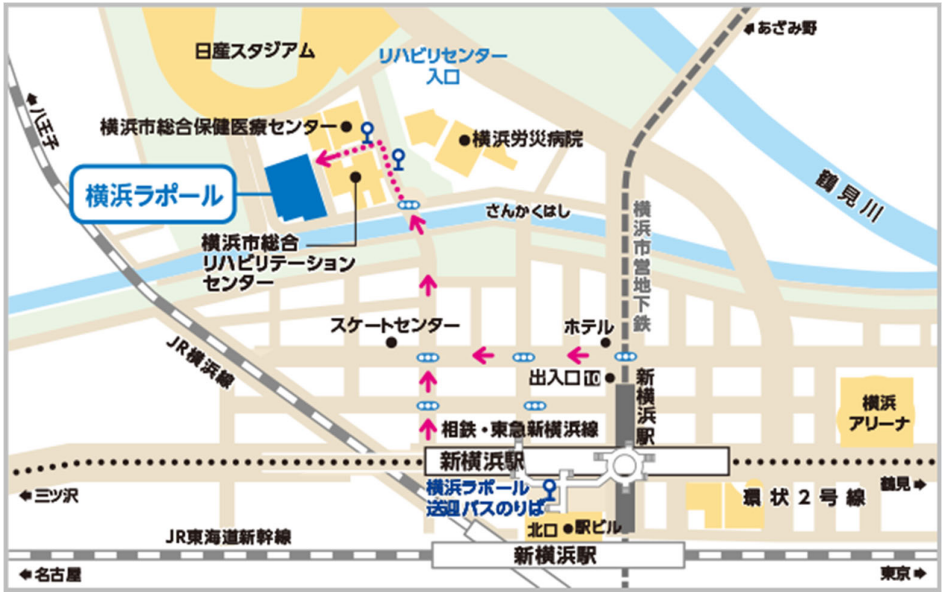 日産スタジアム
リハビリセンター
入口
あざみ野
八王子
横浜市総合保健医療センター
横浜労災病院
横浜ラポール
鶴見川
さんかくはし
横浜市営地下鉄
横浜市総合
リハビリテーション
センター
スケートセンター
ホテル
JR横浜線
出入口10
新横浜駅
横浜
アリーナ
相鉄・東急新横浜線
新横浜駅
三ツ沢
横浜ラポール
送迎バスのりば
環状2号線
鶴見
北口
駅ビル
JR東海道新幹線
新横浜駅
名古屋
東京